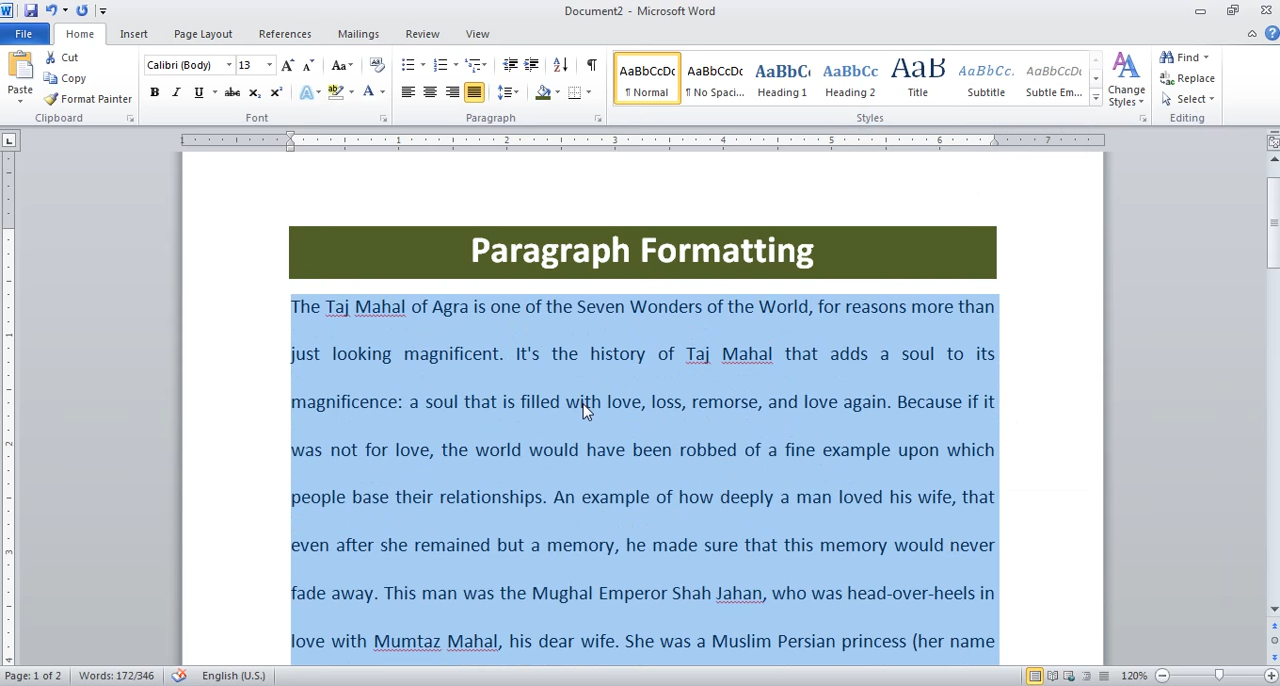 Document2 - Microsoft Word
File Home Insert Page Layout References Mailings Review View
Paste
Cut
Copy
Format Painter
Clipboard
Calibri (Body) 13
Font
Paragraph
AaBbCcDc AaBbCcDc AaBbCc AaBbCc AaB AaBbCc. AaBbCcDc
¶ Normal ¶ No Spaci... Heading 1 Heading 2 Title Subtitle Subtle Em...
Styles
Change Styles
Find
Replace
Select
Editing
1 2 3 4 5 6 7
Paragraph Formatting
The Taj Mahal of Agra is one of the Seven Wonders of the World, for reasons more than
just looking magnificent. It's the history of Taj Mahal that adds a soul to its
magnificence: a soul that is filled with love, loss, remorse, and love again. Because if it
was not for love, the world would have been robbed of a fine example upon which
people base their relationships. An example of how deeply a man loved his wife, that
even after she remained but a memory, he made sure that this memory would never
fade away. This man was the Mughal Emperor Shah Jahan, who was head-over-heels in
love with Mumtaz Mahal, his dear wife. She was a Muslim Persian princess (her name
Page: 1 of 2 Words: 172/346 English (U.S.) 120%